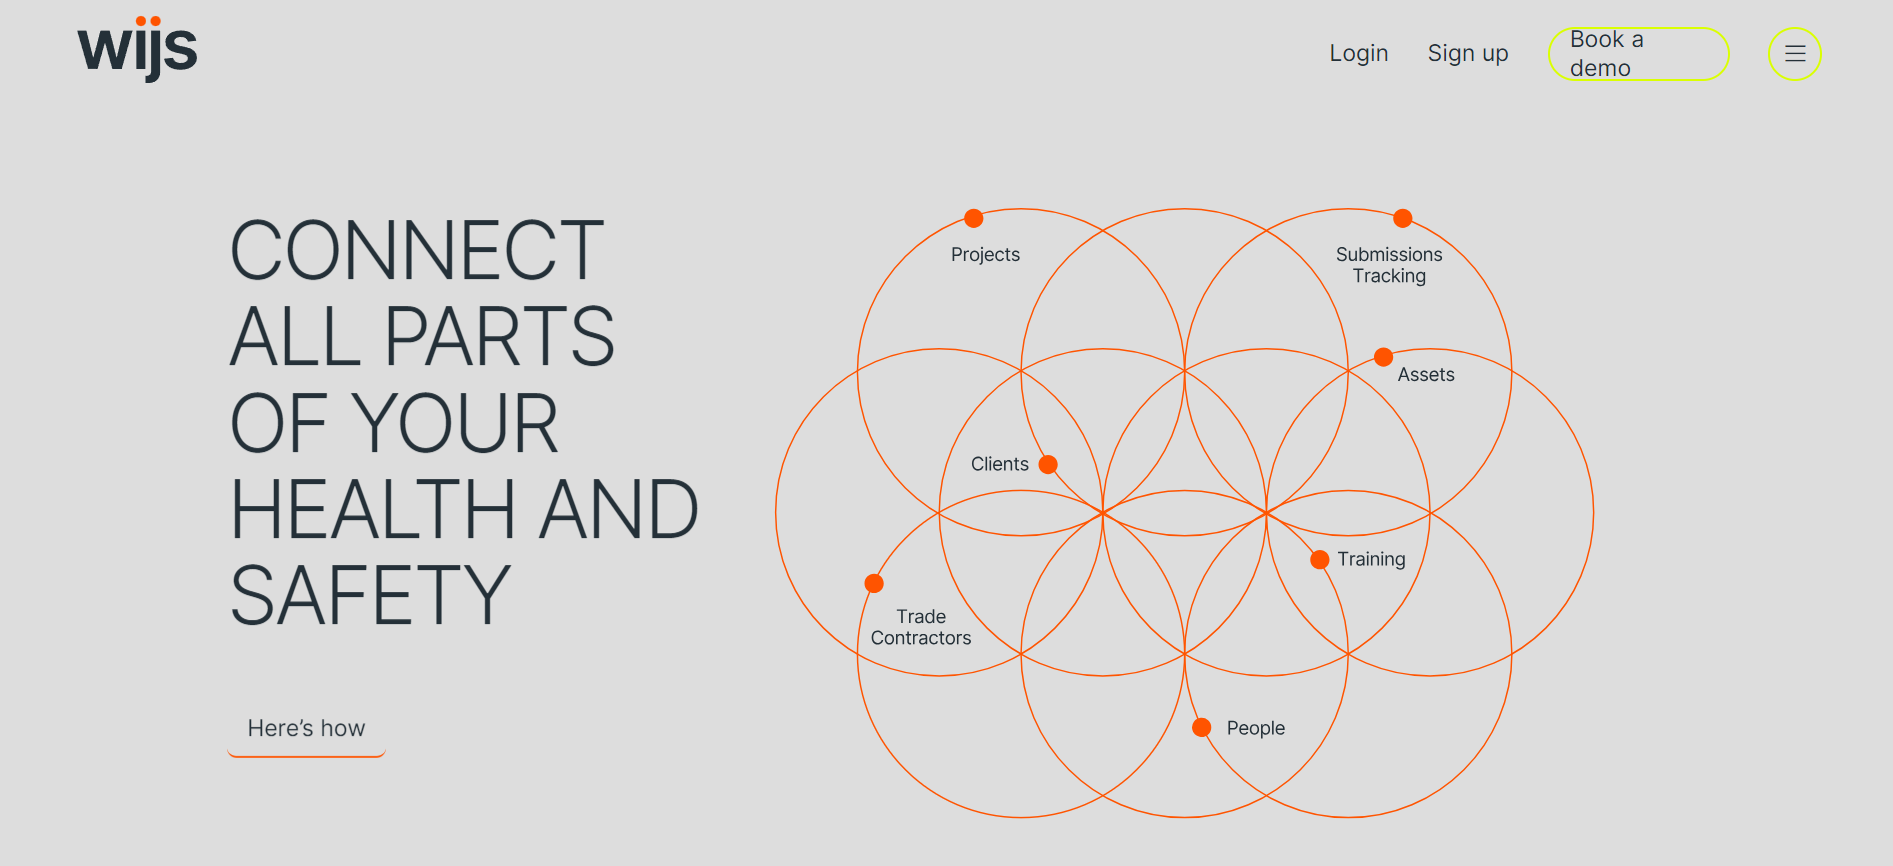 wijs
Login
Sign up
Book a
demo
CONNECT
ALL PARTS
OF YOUR
HEALTH AND
SAFETY
Here’s how
Projects
Submissions
Tracking
Assets
Clients
Training
Trade
Contractors
People